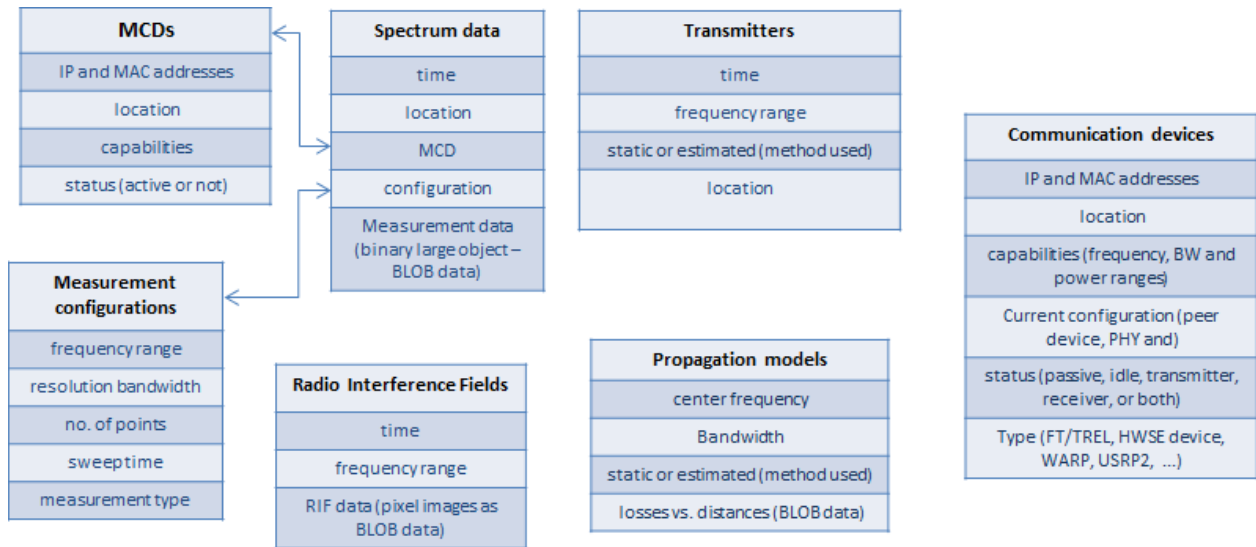 MCDs
IP and MAC addresses
location
capabilities
status (active or not)
Spectrum data
time
location
MCD
configuration
Measurement data
(binary large object –
BLOB data)
Transmitters
time
frequency range
static or estimated (method used)
location
Communication devices
IP and MAC addresses
location
capabilities (frequency, BW and
power ranges)
Current configuration (peer
device, PHY and)
status (passive, idle, transmitter,
receiver, or both)
Type (FT/TREL, HWSE device,
WARP, USRP2, ...)
Measurement
configurations
frequency range
resolution bandwidth
no. of points
sweep time
measurement type
Radio Interference Fields
time
frequency range
RIF data (pixel images as
BLOB data)
Propagation models
center frequency
Bandwidth
static or estimated (method used)
losses vs. distances (BLOB data)